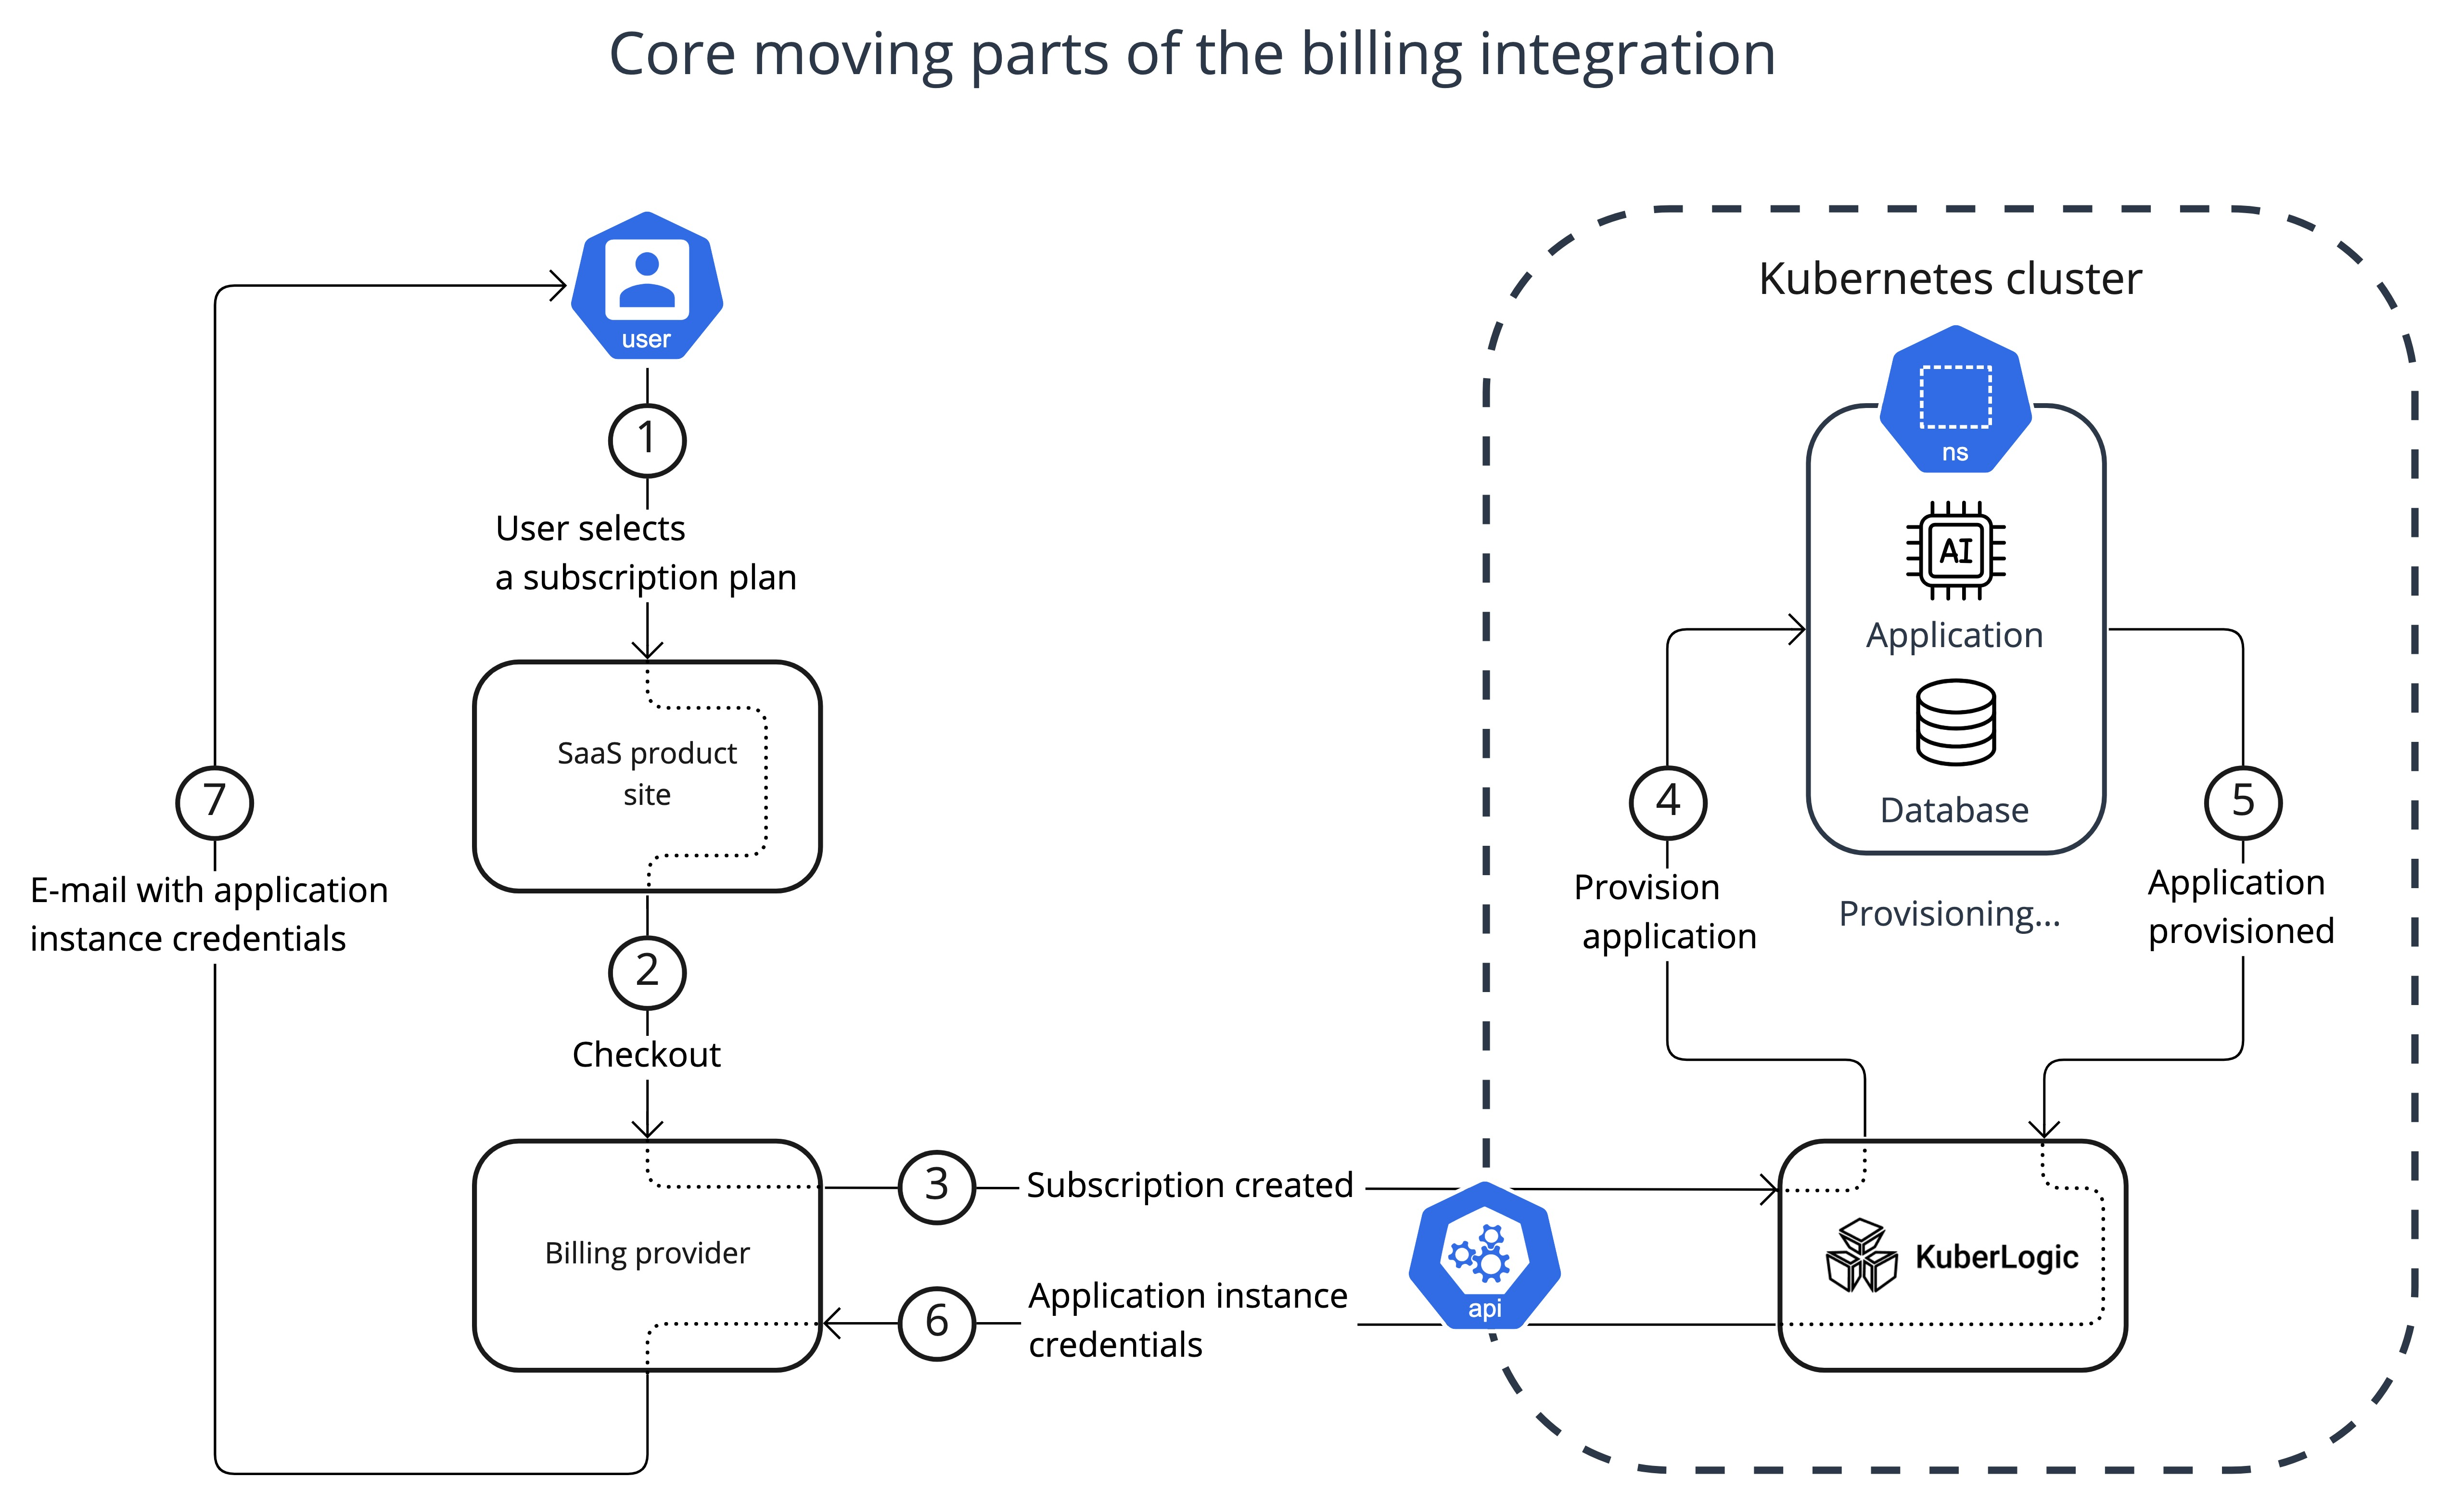 Core moving parts of the billing integration
user
1
User selects
a subscription plan
SaaS product
site
2
Checkout
Billing provider
3
Subscription created
api
Kubernetes cluster
ns
AI
Application
Database
Provisioning...
4
Provision
application
5
Application
provisioned
KuberLogic
6
Application instance
credentials
7
E-mail with application
instance credentials